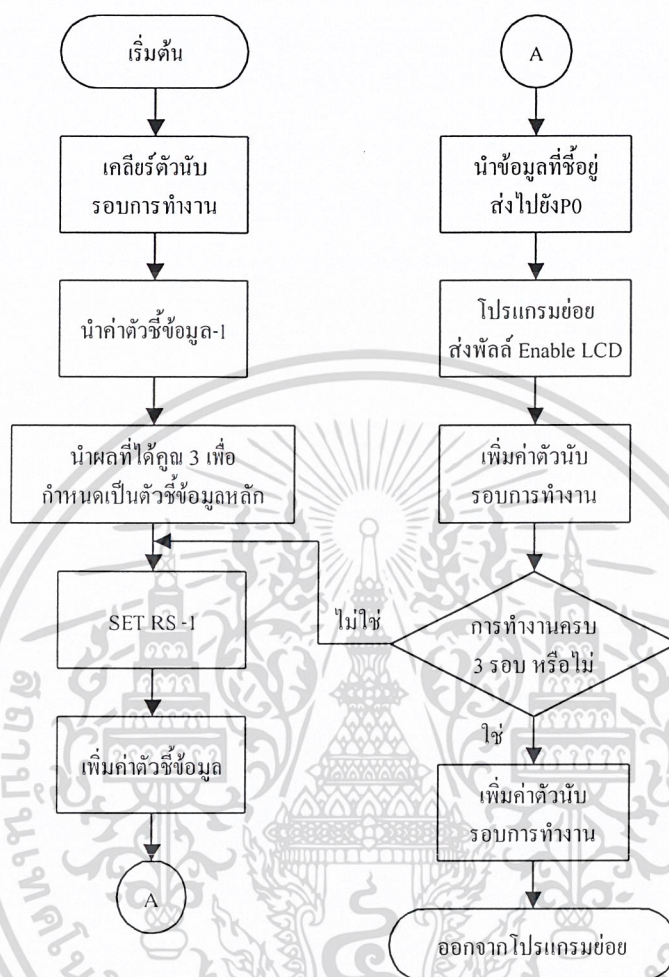 เริ่มต้น
เคลียร์ตัวนับ
รอบการทำงาน
นำค่าตัวชี้ข้อมูล-1
นำผลที่ได้คูณ 3 เพื่อ
กำหนดเป็นตัวชี้ข้อมูลหลัก
SET RS -1
เพิ่มค่าตัวชี้ข้อมูล
A
A
นำข้อมูลที่ชี้อยู่
ส่งไปยังP0
โปรแกรมย่อย
ส่งพัลล์ Enable LCD
เพิ่มค่าตัวนับ
รอบการทำงาน
การทำงานครบ
3 รอบ หรือไม่
ไม่ใช่
ใช่
เพิ่มค่าตัวนับ
รอบการทำงาน
ออกจากโปรแกรมย่อย